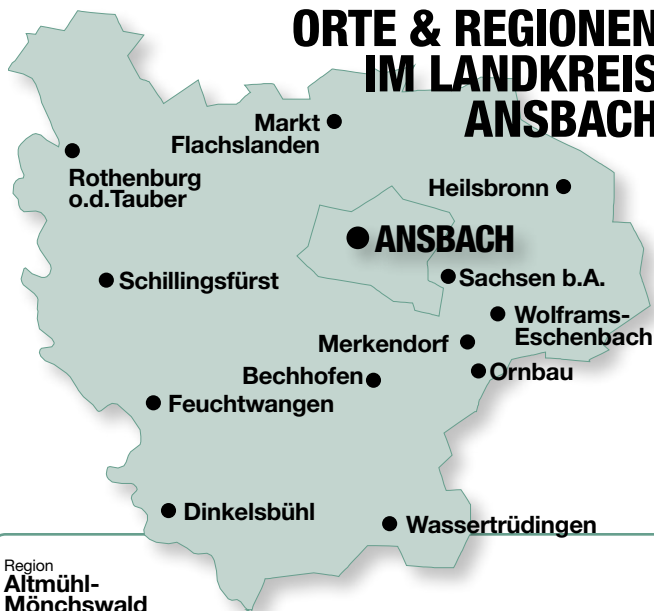 ORTE & REGIONEN
IM LANDKREIS
ANSBACH
Markt
Flachslanden
Rothenburg
o.d.Tauber
Heilsbronn
ANSBACH
Schillingsfürst
Sachsen b.A.
Wolframs-
Eschenbach
Merkendorf
Bechhofen
Ornbau
Feuchtwangen
Dinkelsbühl
Wassertrüdingen
Region
Altmühl-
Mönchswald